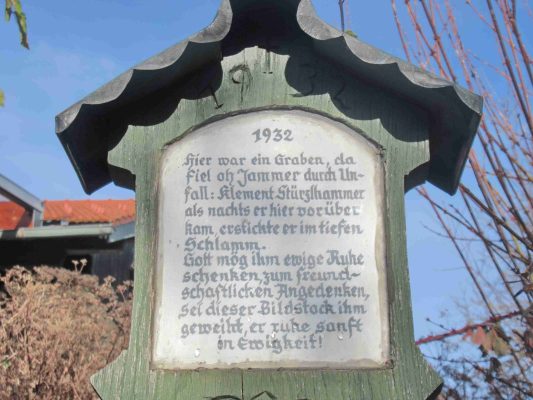 1932
1932
Hier war ein Graben, da
fiel oh Jammer durch Un-
fall: Klement Stürzlhammer
als nachts er hier vorüber
kam, erstickte er im tiefen
Schlamm.
Gott mög ihm ewige Ruhe
schenken, zum freund-
schaftlichen Angedenken,
sei dieser Bildstock ihm
geweiht, er ruhe sanft
in Ewigkeit!